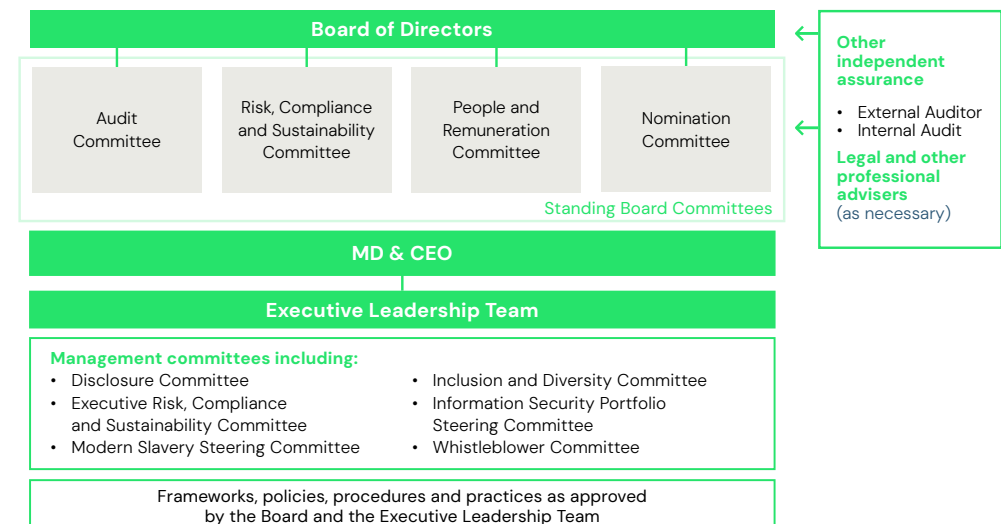 Board of Directors
Audit
Committee
Risk, Compliance
and Sustainability
Committee
People and
Remuneration
Committee
Nomination
Committee
Standing Board Committees
Other
independent
assurance
• External Auditor
• Internal Audit
Legal and other
professional
advisers
(as necessary)
MD & CEO
Executive Leadership Team
Management committees including:
• Disclosure Committee
• Executive Risk, Compliance
and Sustainability Committee
• Modern Slavery Steering Committee
• Inclusion and Diversity Committee
• Information Security Portfolio
Steering Committee
• Whistleblower Committee
Frameworks, policies, procedures and practices as approved
by the Board and the Executive Leadership Team